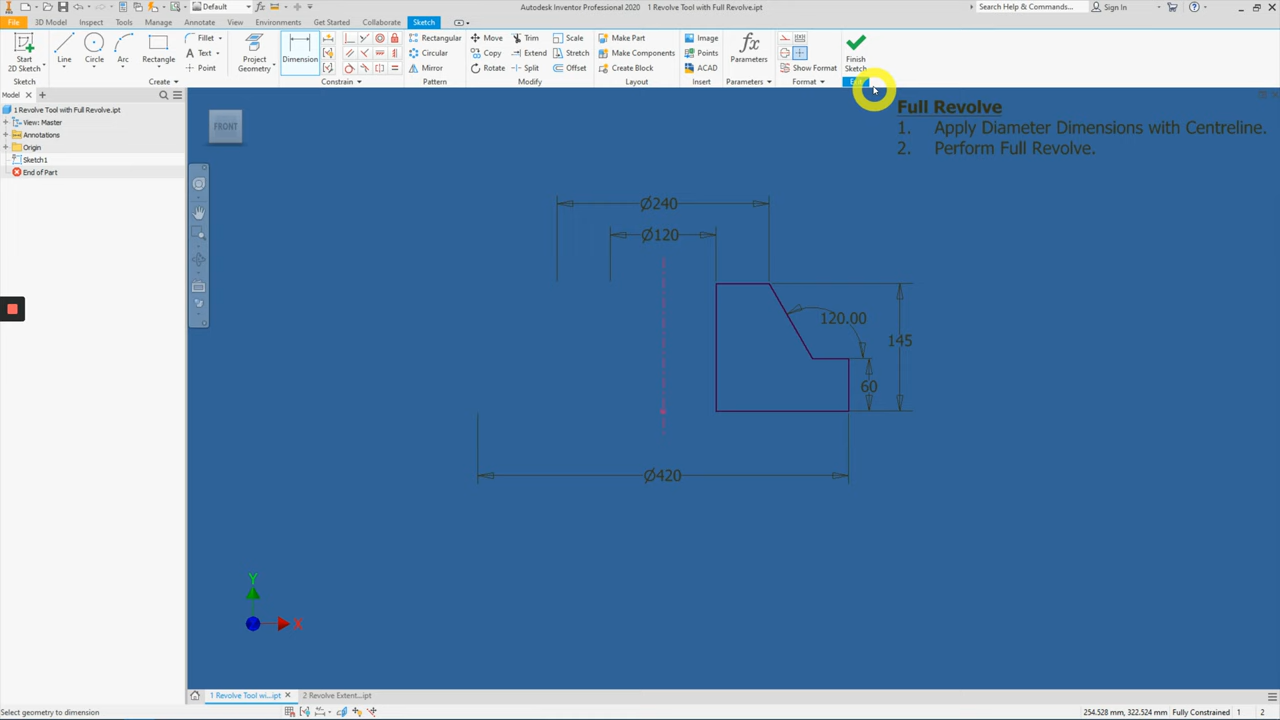 Default
Autodesk Inventor Professional 2020
1 Revolve Tool with Full Revolve.ipt
Search Help & Commands...
Sign In
File
3D Model
Inspect
Tools
Manage
Annotate
View
Environments
Get Started
Collaborate
Sketch
Start
2D Sketch
Line
Circle
Arc
Rectangle
Fillet
Text
Point
Project
Geometry
Dimension
Rectangular
Circular
Mirror
Move
Copy
Rotate
Trim
Extend
Split
Scale
Stretch
Offset
Make Part
Make Components
Create Block
Image
Points
ACAD
fx
Parameters
Show Format
Finish
Sketch
Sketch
Create
Constrain
Pattern
Modify
Layout
Insert
Parameters
Format
Model
1 Revolve Tool with Full Revolve.ipt
View: Master
Annotations
Origin
Sketch1
End of Part
FRONT
Full Revolve
1. Apply Diameter Dimensions with Centreline.
2. Perform Full Revolve.
Ø240
Ø120
120.00
145
60
Ø420
Y
X
1 Revolve Tool wi...ipt
2 Revolve Extent...ipt
Select geometry to dimension
254.528 mm, 322.524 mm
Fully Constrained
1
2